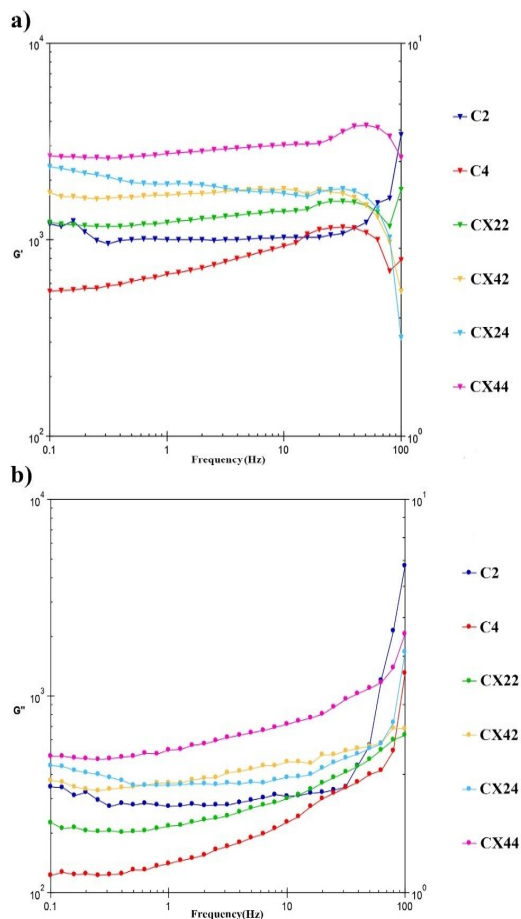 a)
10⁴
10³
10²
G'
10¹
10⁰
0.1
1
10
100
Frequency(Hz)
C2
C4
CX22
CX42
CX24
CX44
b)
10⁴
10³
10²
G"
10¹
10⁰
0.1
1
10
100
Frequency(Hz)
C2
C4
CX22
CX42
CX24
CX44